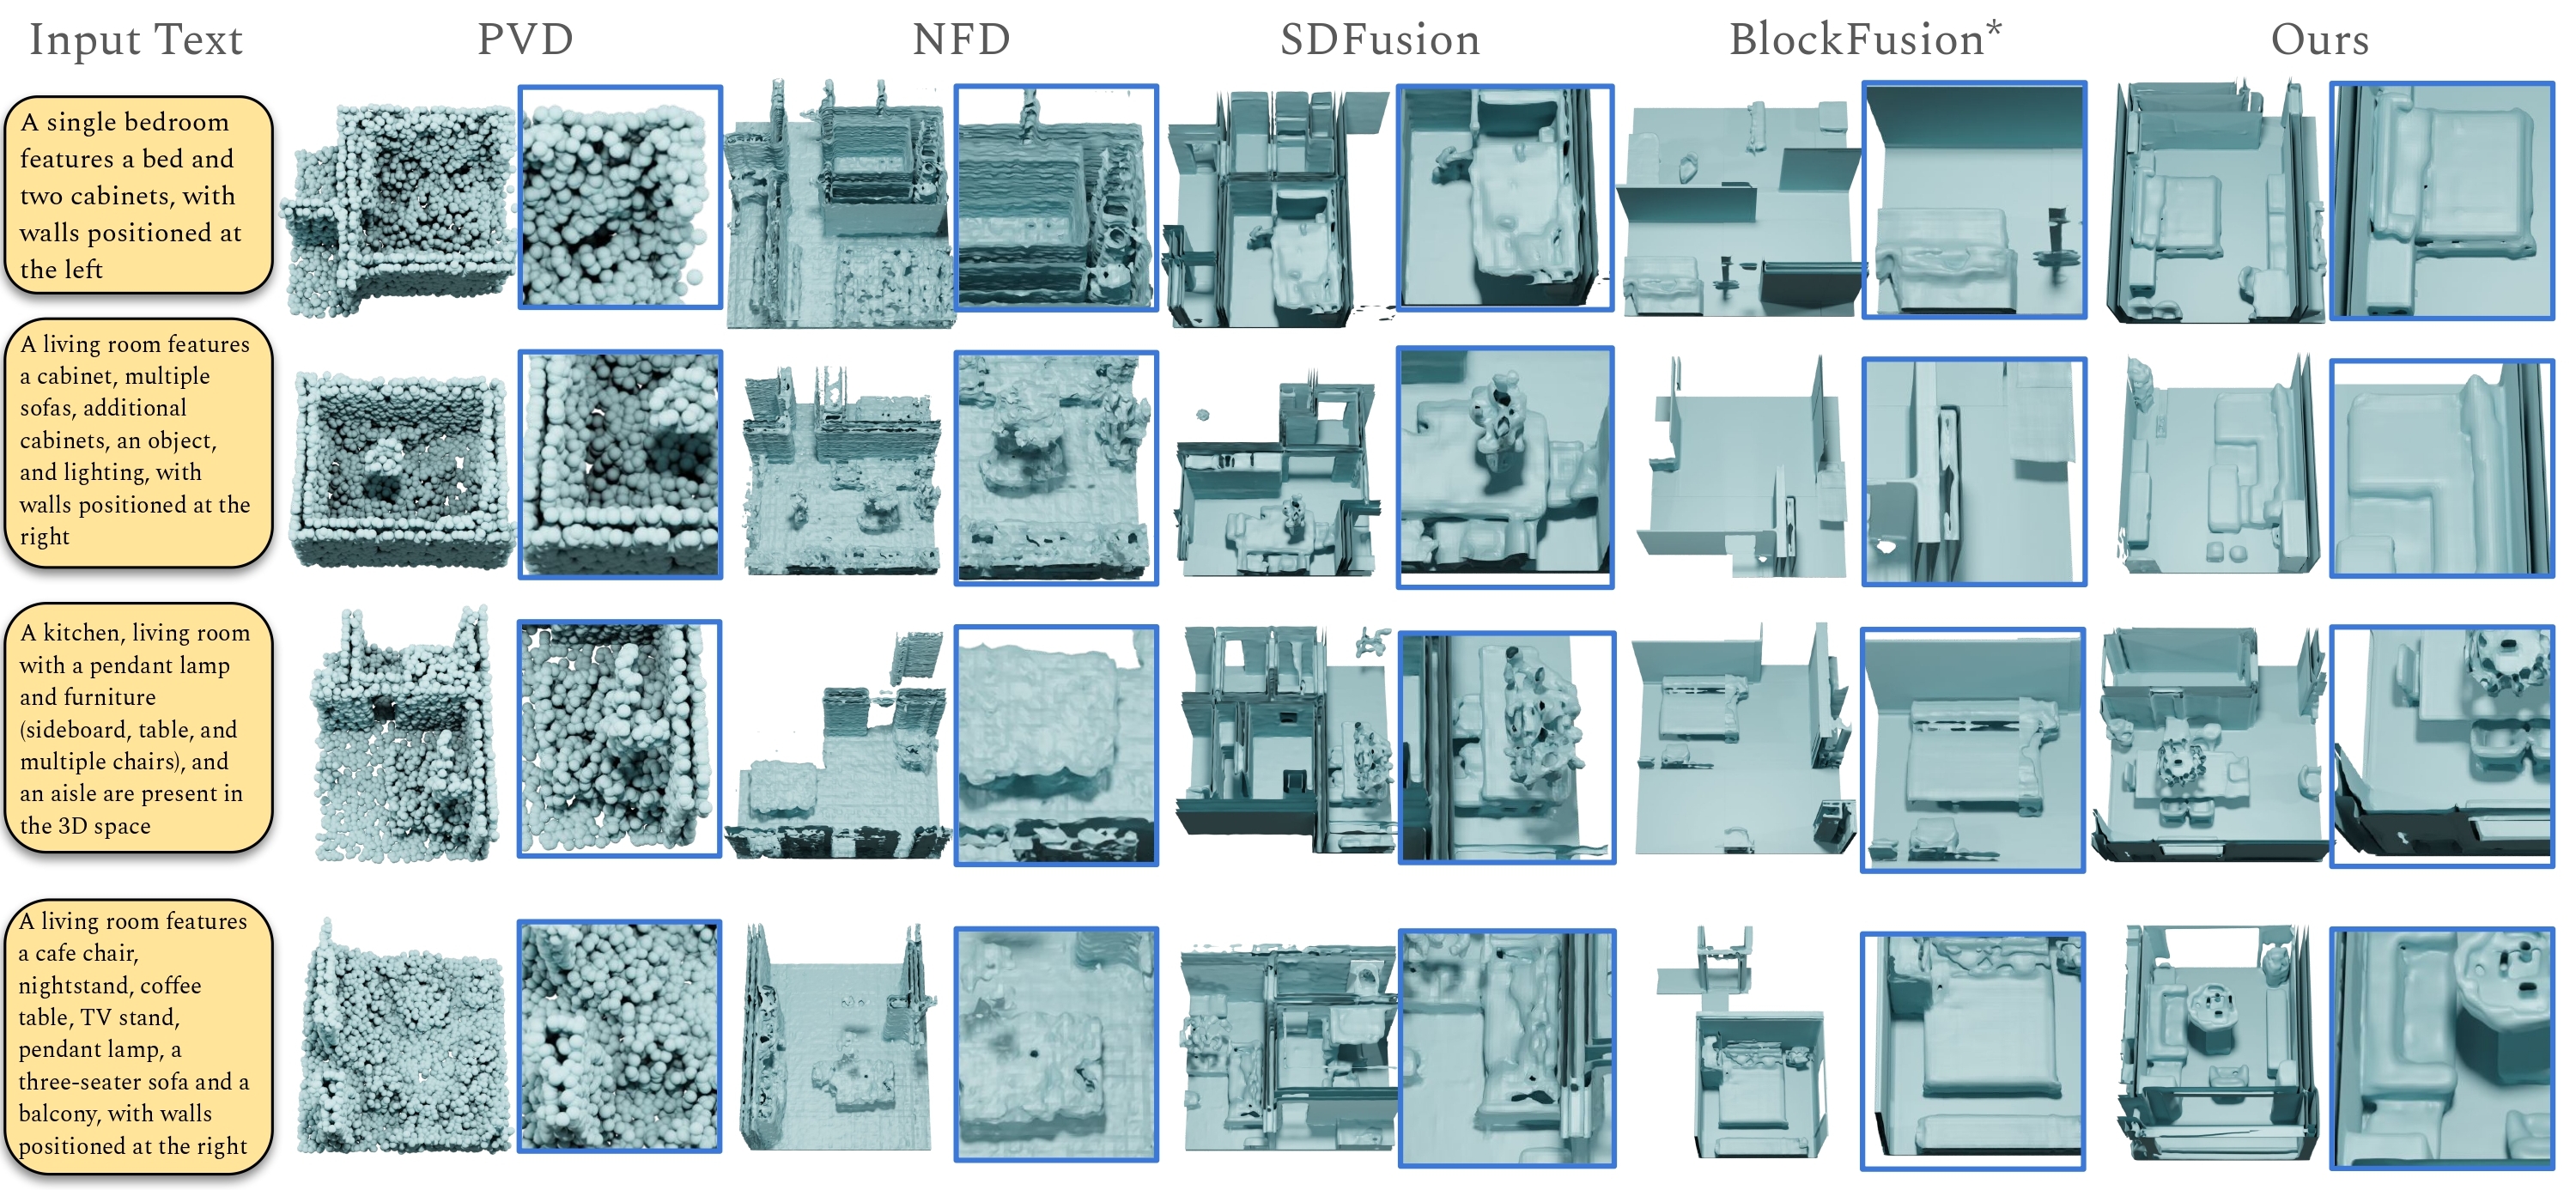 Input Text PVD NFD SDFusion BlockFusion* Ours
A single bedroom
features a bed and
two cabinets, with
walls positioned at
the left
A living room features
a cabinet, multiple
sofas, additional
cabinets, an object,
and lighting, with
walls positioned at the
right
A kitchen, living room
with a pendant lamp
and furniture
(sideboard, table, and
multiple chairs), and
an aisle are present in
the 3D space
A living room features
a cafe chair,
nightstand, coffee
table, TV stand,
pendant lamp, a
three-seater sofa and a
balcony, with walls
positioned at the right